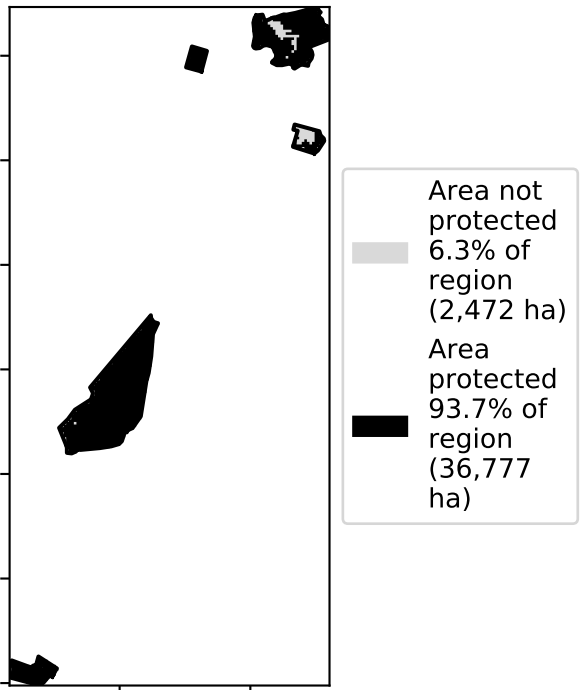 Area not
protected
6.3% of
region
(2,472 ha)
Area
protected
93.7% of
region
(36,777
ha)